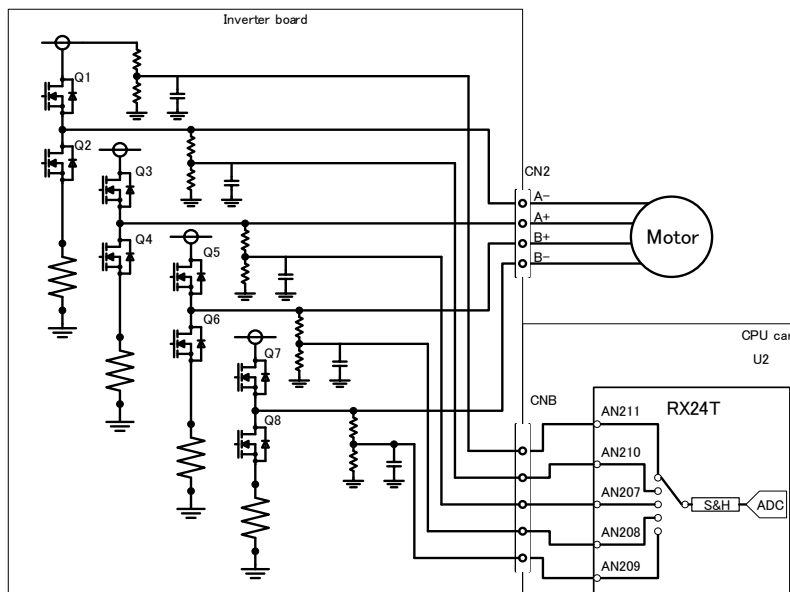 Inverter board
Q1
Q2
Q3
Q4
Q5
Q6
Q7
Q8
CN2
A-
A+
B+
B-
Motor
CPU car
U2
CNB
RX24T
AN211
AN210
AN207
AN208
AN209
S&H
ADC